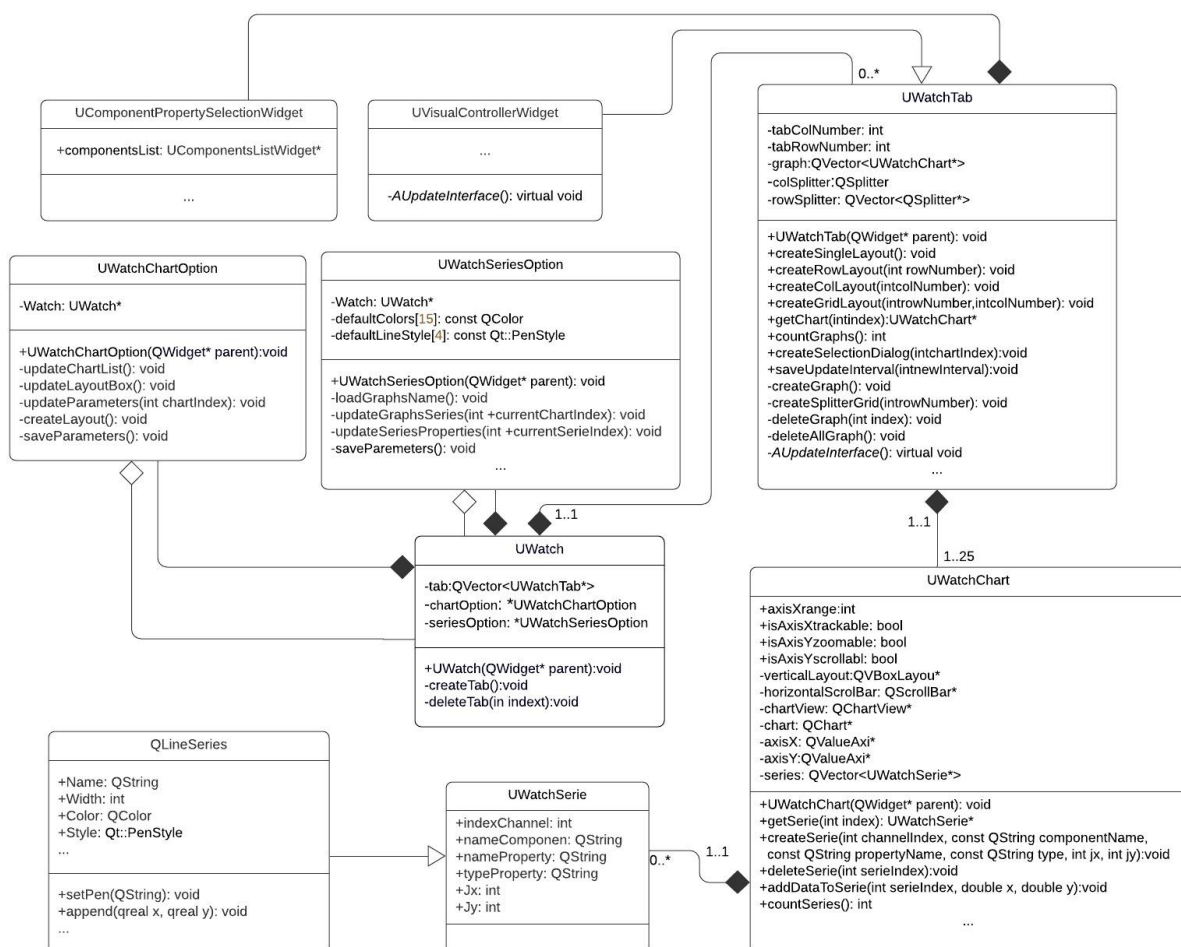 0..*
UComponentPropertySelectionWidget
+componentsList: UComponentsListWidget*
...
UVisualControllerWidget
...
-AUpdateInterface(): virtual void
UWatchTab
-tabColNumber: int
-tabRowNumber: int
-graph:QVector<UWatchChart*>
-colSplitter:QSplitter
-rowSplitter: QVector<QSplitter*>
+UWatchTab(QWidget* parent): void
+createSingleLayout(): void
+createRowLayout(int rowNumber): void
+createColLayout(intcolNumber): void
+createGridLayout(introwNumber,intcolNumber): void
+getChart(intindex):UWatchChart*
+countGraphs(): int
+createSelectionDialog(intchartIndex):void
+saveUpdateInterval(intnewInterval):void
-createGraph(): void
-createSplitterGrid(introwNumber): void
-deleteGraph(int index): void
-deleteAllGraph(): void
-AUpdateInterface(): virtual void
...
UWatchChartOption
-Watch: UWatch*
+UWatchChartOption(QWidget* parent):void
-updateChartList(): void
-updateLayoutBox(): void
-updateParameters(int chartIndex): void
-createLayout(): void
-saveParameters(): void
UWatchSeriesOption
-Watch: UWatch*
-defaultColors[15]: const QColor
-defaultLineStyle[4]: const Qt::PenStyle
+UWatchSeriesOption(QWidget* parent): void
-loadGraphsName(): void
-updateGraphsSeries(int +currentChartIndex): void
-updateSeriesProperties(int +currentSerieIndex): void
-saveParemeters(): void
...
1..1
1..1
1..25
UWatch
-tab:QVector<UWatchTab*>
-chartOption: *UWatchChartOption
-seriesOption: *UWatchSeriesOption
+UWatch(QWidget* parent):void
-createTab():void
-deleteTab(in indext):void
UWatchChart
+axisXrange:int
+isAxisXtrackable: bool
+isAxisYzoomable: bool
+isAxisYscrollabl: bool
-verticalLayout:QVBoxLayou*
-horizontalScrolBar: QScrollBar*
-chartView: QChartView*
-chart: QChart*
-axisX: QValueAxi*
-axisY:QValueAxi*
-series: QVector<UWatchSerie*>
+UWatchChart(QWidget* parent): void
+getSerie(int index): UWatchSerie*
+createSerie(int channelIndex, const QString componentName,
const QString propertyName, const QString type, int jx, int jy):void
+deleteSerie(int serieIndex):void
+addDataToSerie(int serieIndex, double x, double y):void
+countSeries(): int
...
QLineSeries
+Name: QString
+Width: int
+Color: QColor
+Style: Qt::PenStyle
...
+setPen(QString): void
+append(qreal x, qreal y): void
...
UWatchSerie
+indexChannel: int
+nameComponen: QString
+nameProperty: QString
+typeProperty: QString
+Jx: int
+Jy: int
0..*
1..1